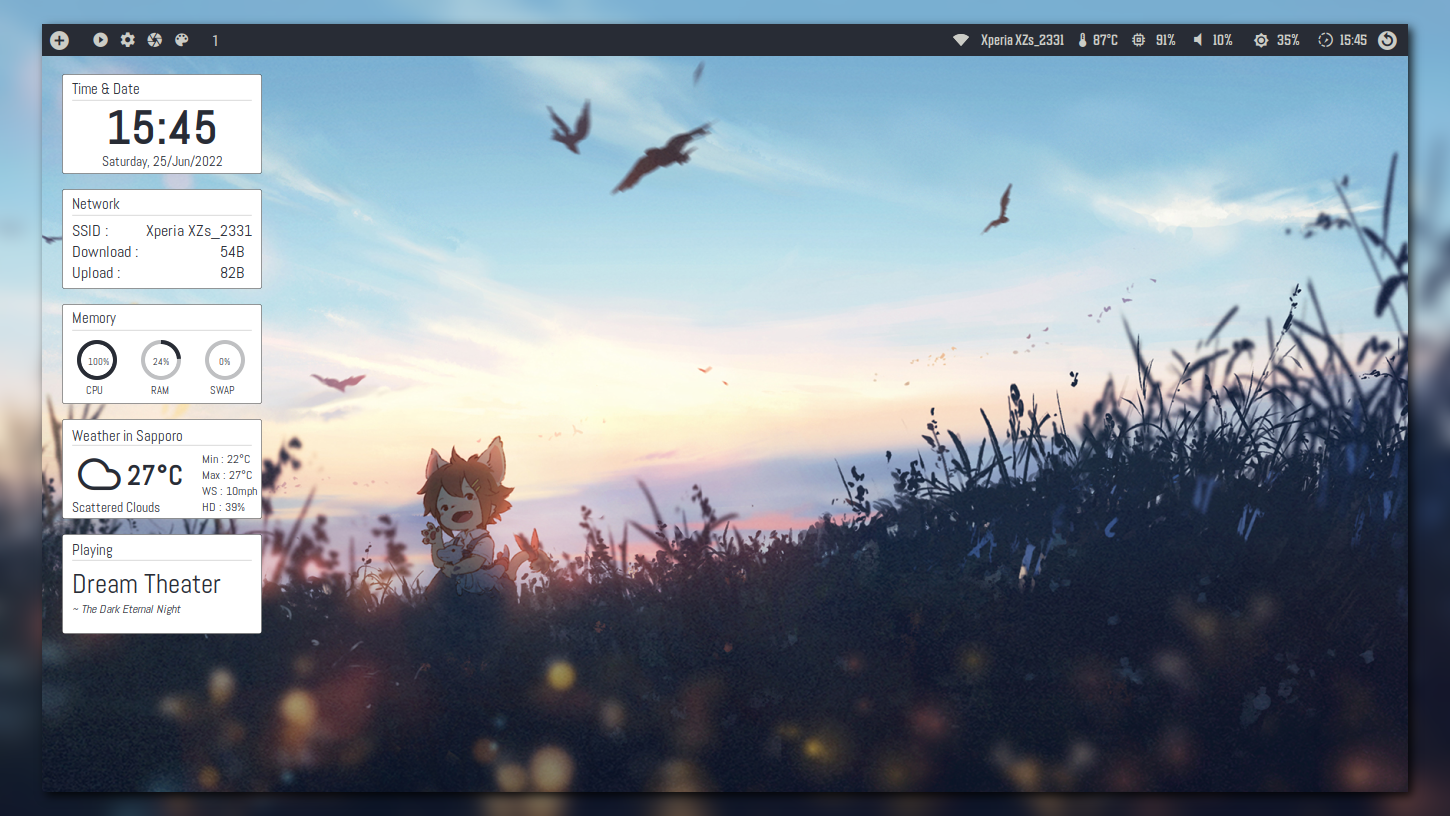 1
Xperia XZs_2331 87°C 91% 10% 35% 15:45
Time & Date
15:45
Saturday, 25/Jun/2022
Network
SSID : Xperia XZs_2331
Download : 54B
Upload : 82B
Memory
100% 24% 0%
CPU RAM SWAP
Weather in Sapporo
27°C
Scattered Clouds
Min : 22°C
Max : 27°C
WS : 10mph
HD : 39%
Playing
Dream Theater
~ The Dark Eternal Night